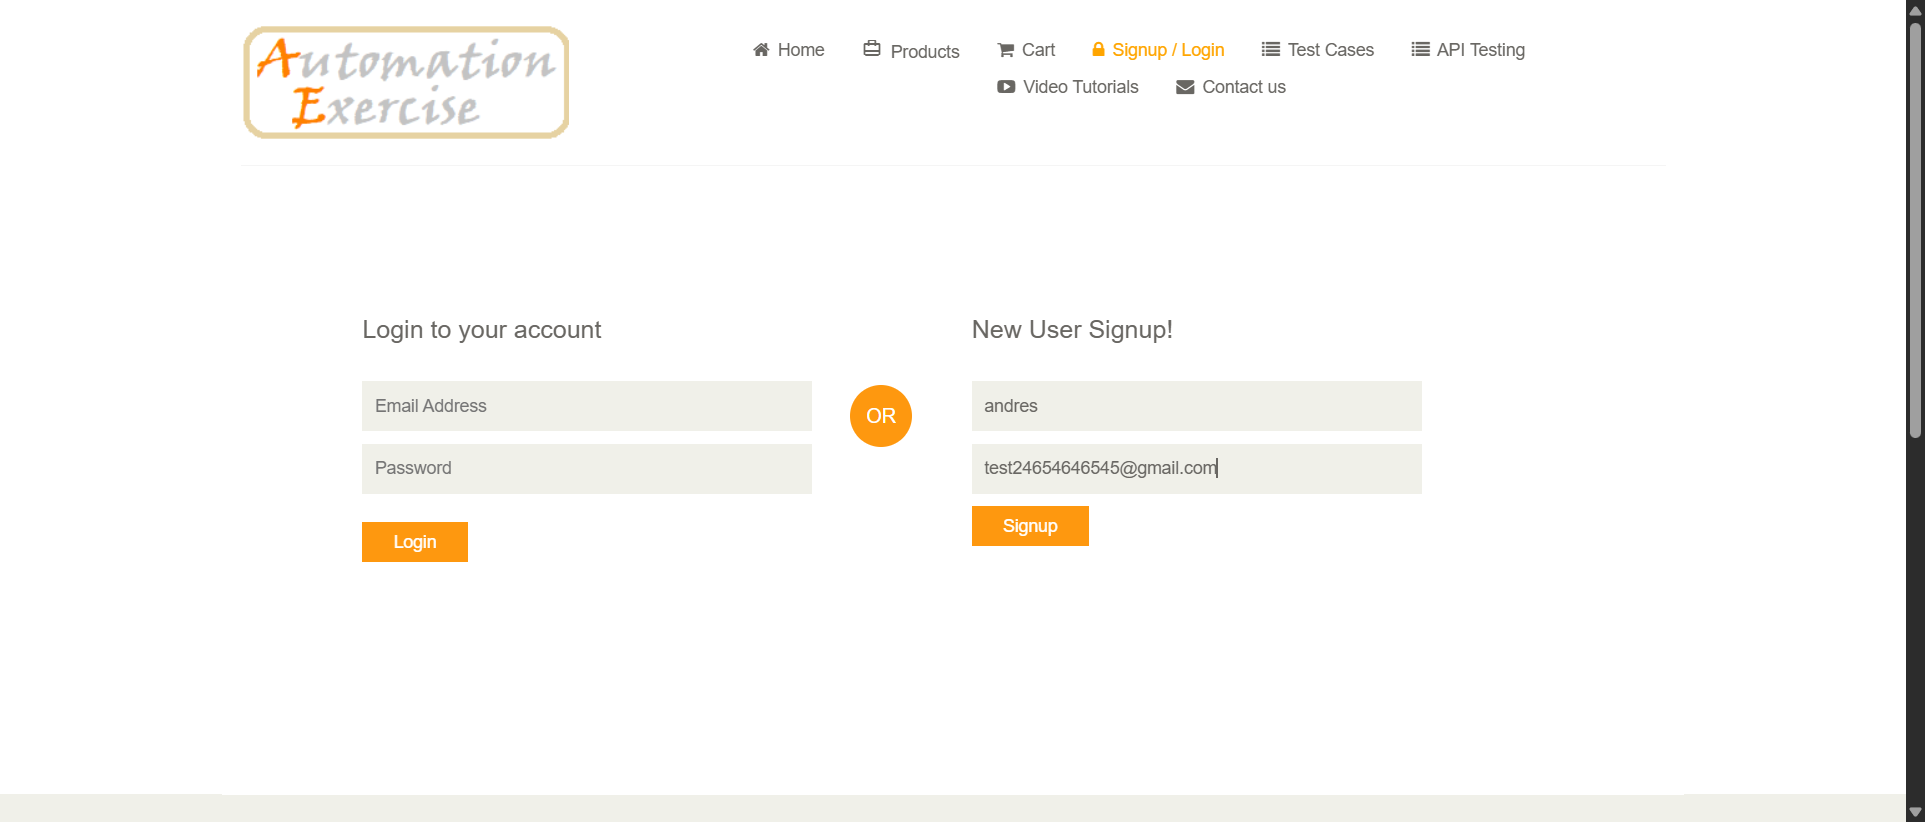 Automation
Exercise
Home
Products
Cart
Signup / Login
Test Cases
API Testing
Video Tutorials
Contact us
Login to your account
Email Address
Password
Login
OR
New User Signup!
andres
test24654646545@gmail.com
Signup